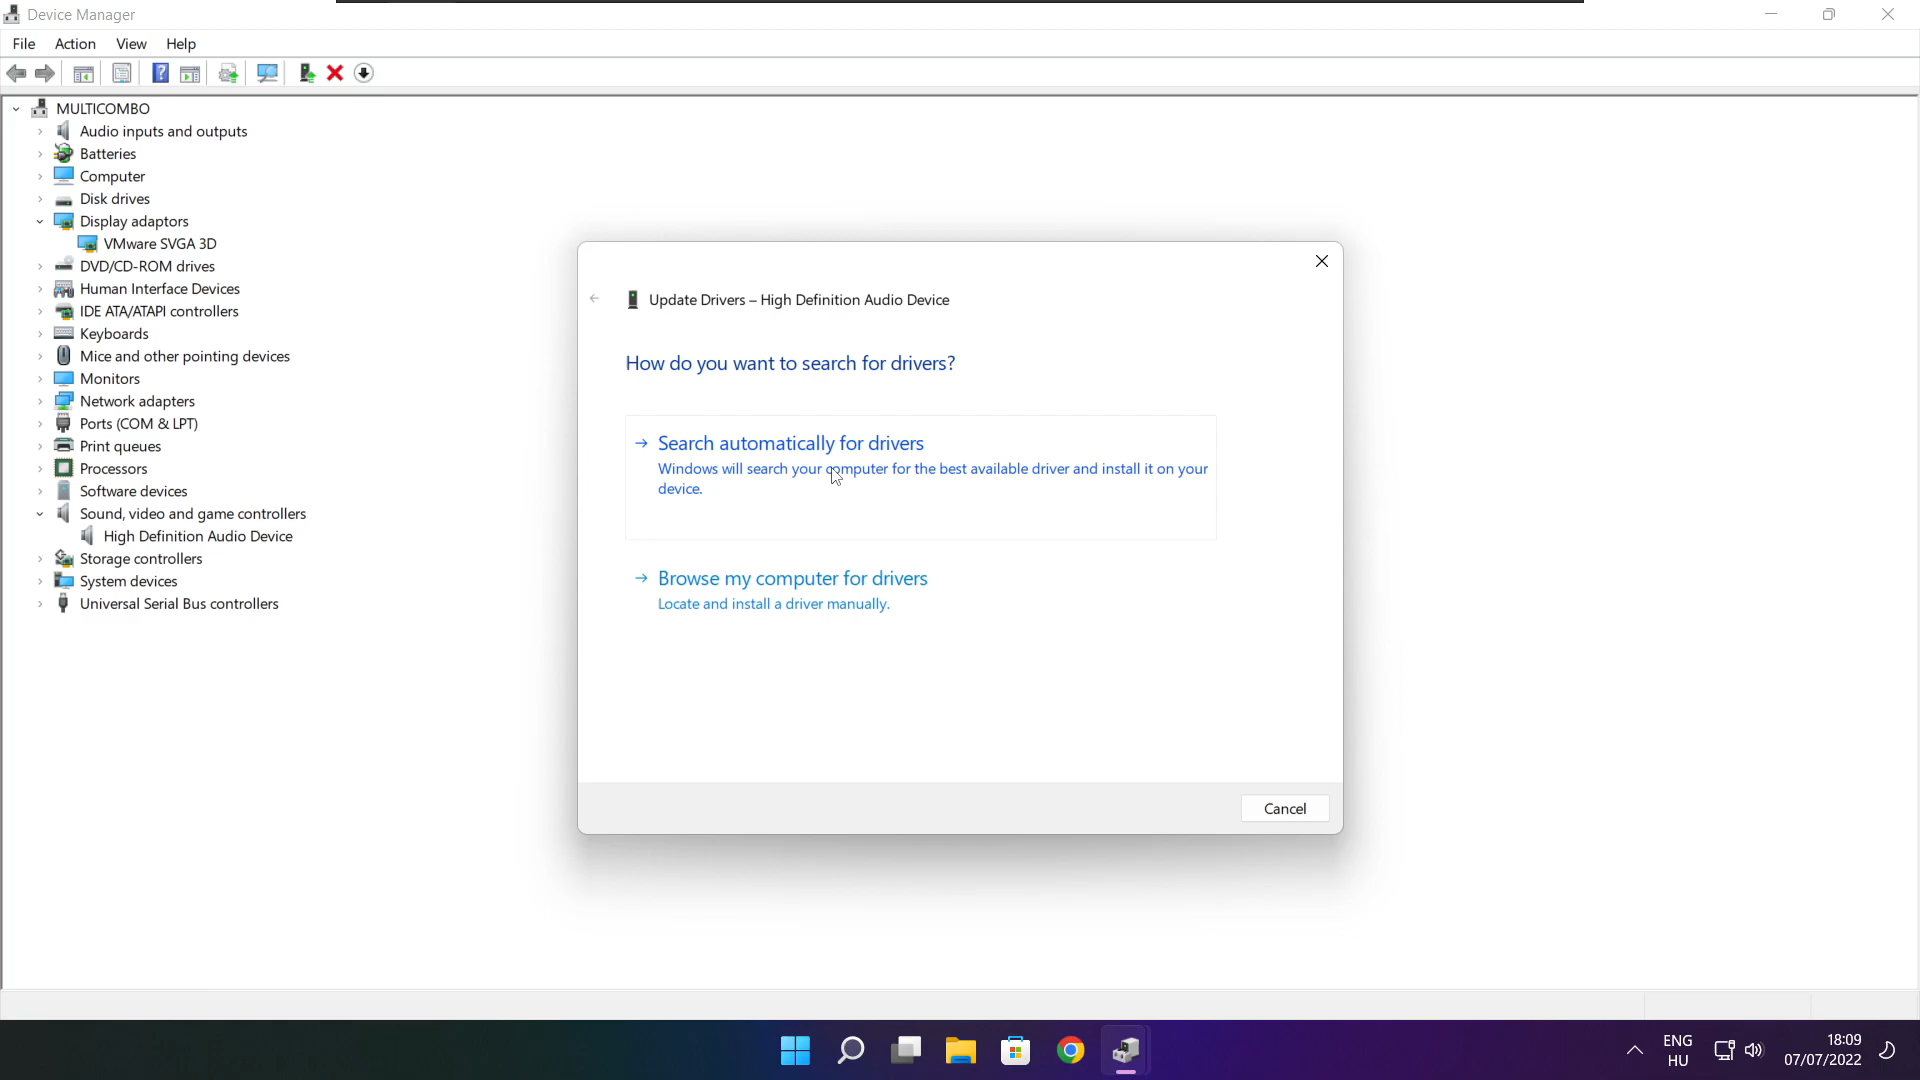 Device Manager
File Action View Help
MULTICOMBO
Audio inputs and outputs
Batteries
Computer
Disk drives
Display adaptors
VMware SVGA 3D
DVD/CD-ROM drives
Human Interface Devices
IDE ATA/ATAPI controllers
Keyboards
Mice and other pointing devices
Monitors
Network adapters
Ports (COM & LPT)
Print queues
Processors
Software devices
Sound, video and game controllers
High Definition Audio Device
Storage controllers
System devices
Universal Serial Bus controllers
Update Drivers – High Definition Audio Device
How do you want to search for drivers?
Search automatically for drivers
Windows will search your computer for the best available driver and install it on your
device.
Browse my computer for drivers
Locate and install a driver manually.
Cancel
ENG
HU
18:09
07/07/2022